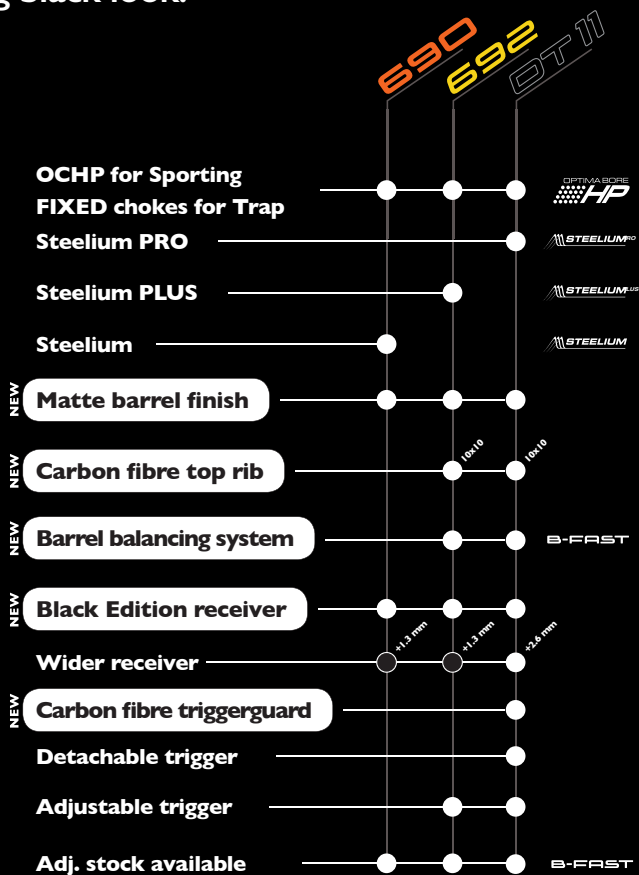 690 692 DT 11
OCHP for Sporting
FIXED chokes for Trap
OPTIMA BORE
HP
Steelium PRO
STEELIUM PRO
Steelium PLUS
STEELIUM PLUS
Steelium
STEELIUM
NEW Matte barrel finish
NEW Carbon fibre top rib 10x10 10x10
NEW Barrel balancing system B-FAST
NEW Black Edition receiver
Wider receiver +1.3 mm +1.3 mm +2.6 mm
NEW Carbon fibre triggerguard
Detachable trigger
Adjustable trigger
Adj. stock available B-FAST